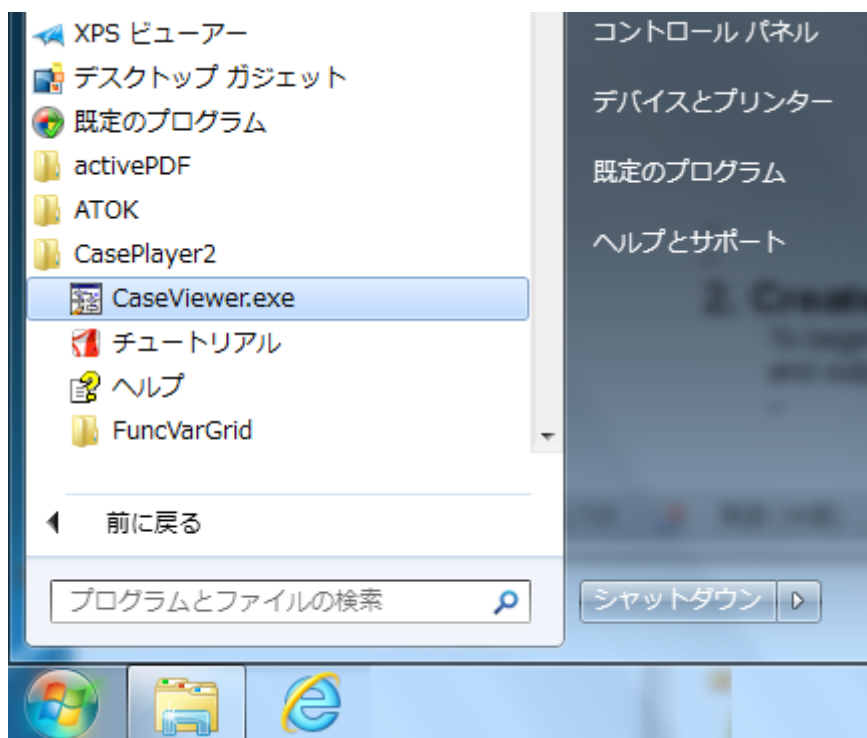 XPS ビューアー
デスクトップ ガジェット
既定のプログラム
activePDF
ATOK
CasePlayer2
CaseViewer.exe
チュートリアル
ヘルプ
FuncVarGrid
前に戻る
プログラムとファイルの検索
コントロール パネル
デバイスとプリンター
既定のプログラム
ヘルプとサポート
2. Create
To begin
and
シャットダウン